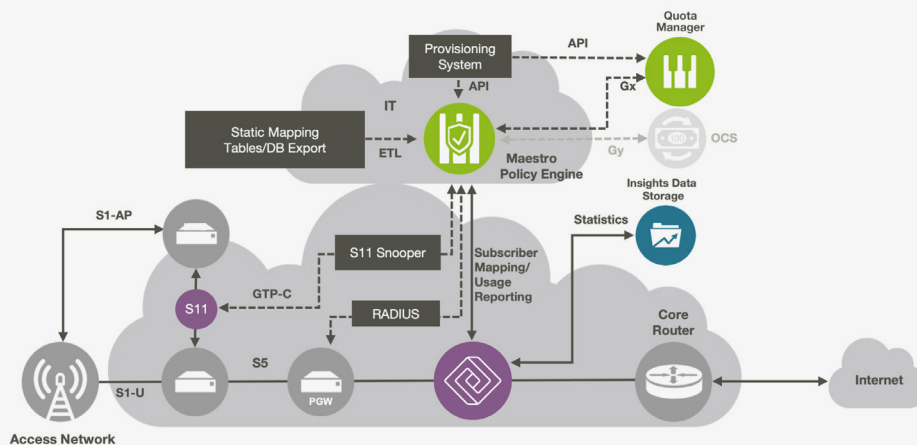 Quota
Manager
Provisioning
System
API
API
IT
Gx
Static Mapping
Tables/DB Export
ETL
100
OCS
Gy
Maestro
Policy Engine
Insights Data
Storage
S1-AP
Statistics
S11 Snooper
Subscriber
Mapping/
Usage
Reporting
GTP-C
S11
RADIUS
Core
Router
S5
S1-U
PGW
Internet
Access Network